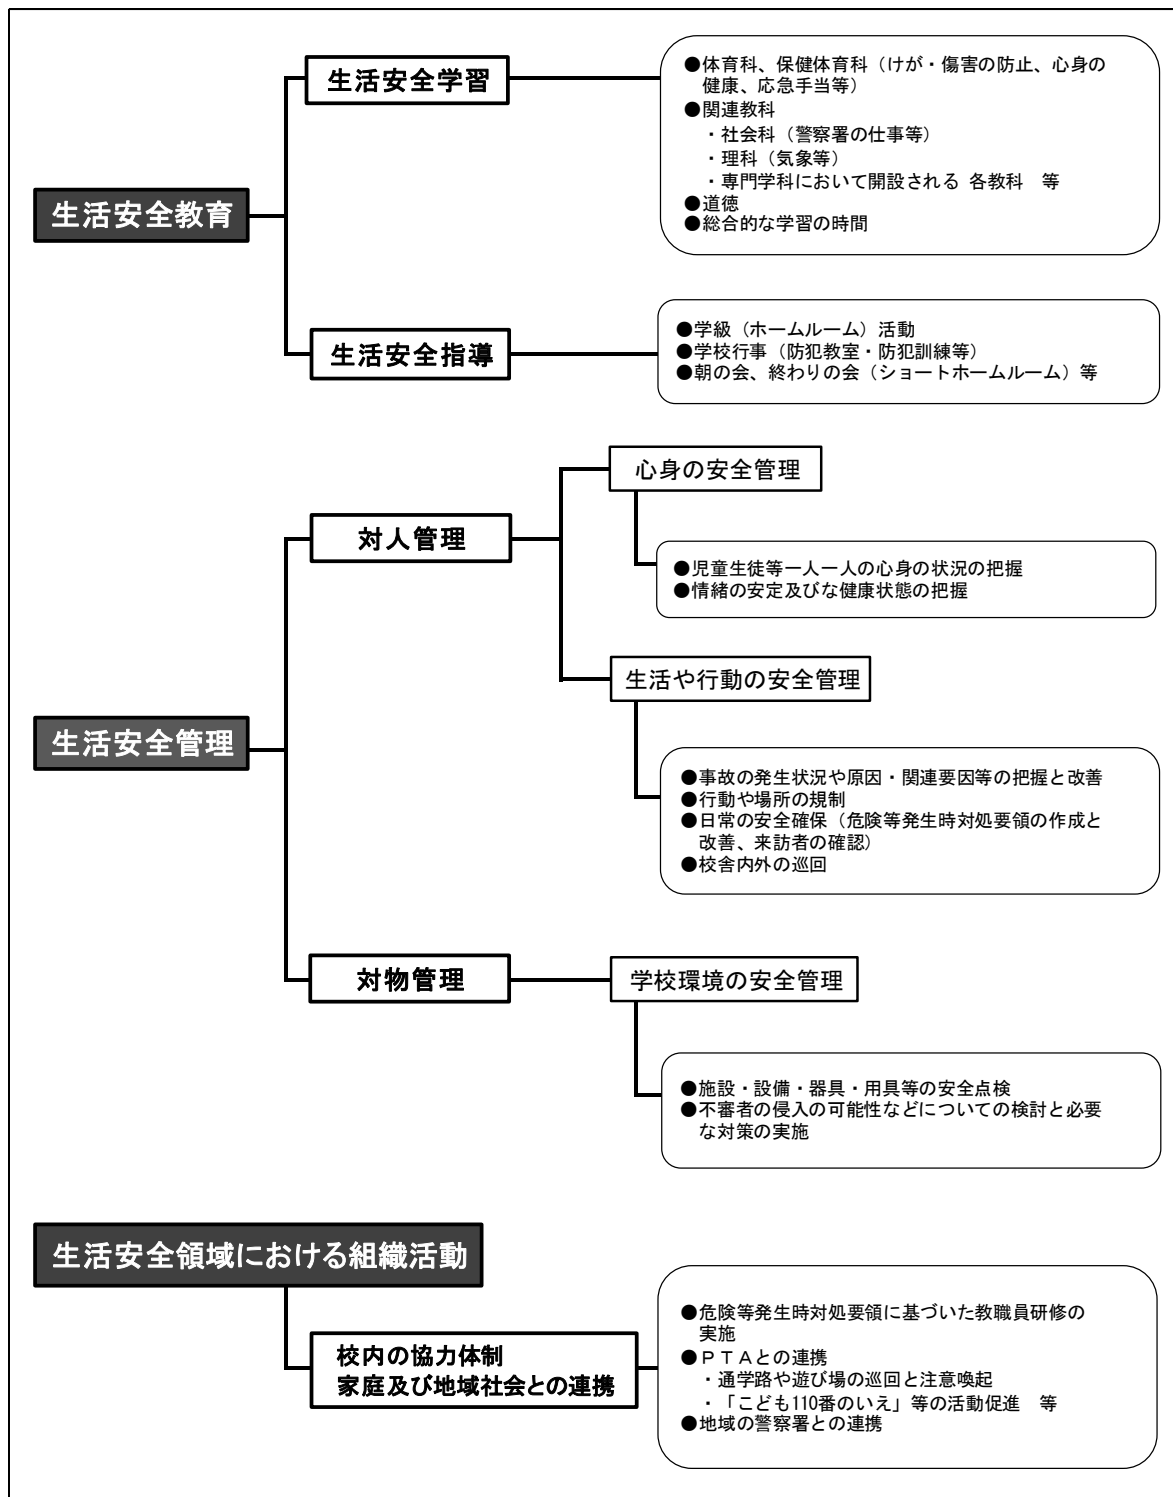 生活安全教育
生活安全学習
●体育科、保健体育科（けが・傷害の防止、心身の
健康、応急手当等）
●関連教科
・社会科（警察署の仕事等）
・理科（気象等）
・専門学科において開設される 各教科　等
●道徳
●総合的な学習の時間
生活安全指導
●学級（ホームルーム）活動
●学校行事（防犯教室・防犯訓練等）
●朝の会、終わりの会（ショートホームルーム）等
生活安全管理
対人管理
心身の安全管理
●児童生徒等一人一人の心身の状況の把握
●情緒の安定及びな健康状態の把握
生活や行動の安全管理
●事故の発生状況や原因・関連要因等の把握と改善
●行動や場所の規制
●日常の安全確保（危険等発生時対処要領の作成と
改善、来訪者の確認）
●校舎内外の巡回
対物管理
学校環境の安全管理
●施設・設備・器具・用具等の安全点検
●不審者の侵入の可能性などについての検討と必要
な対策の実施
生活安全領域における組織活動
校内の協力体制
家庭及び地域社会との連携
●危険等発生時対処要領に基づいた教職員研修の
実施
●ＰＴＡとの連携
・通学路や遊び場の巡回と注意喚起
・「こども110番のいえ」等の活動促進　等
●地域の警察署との連携